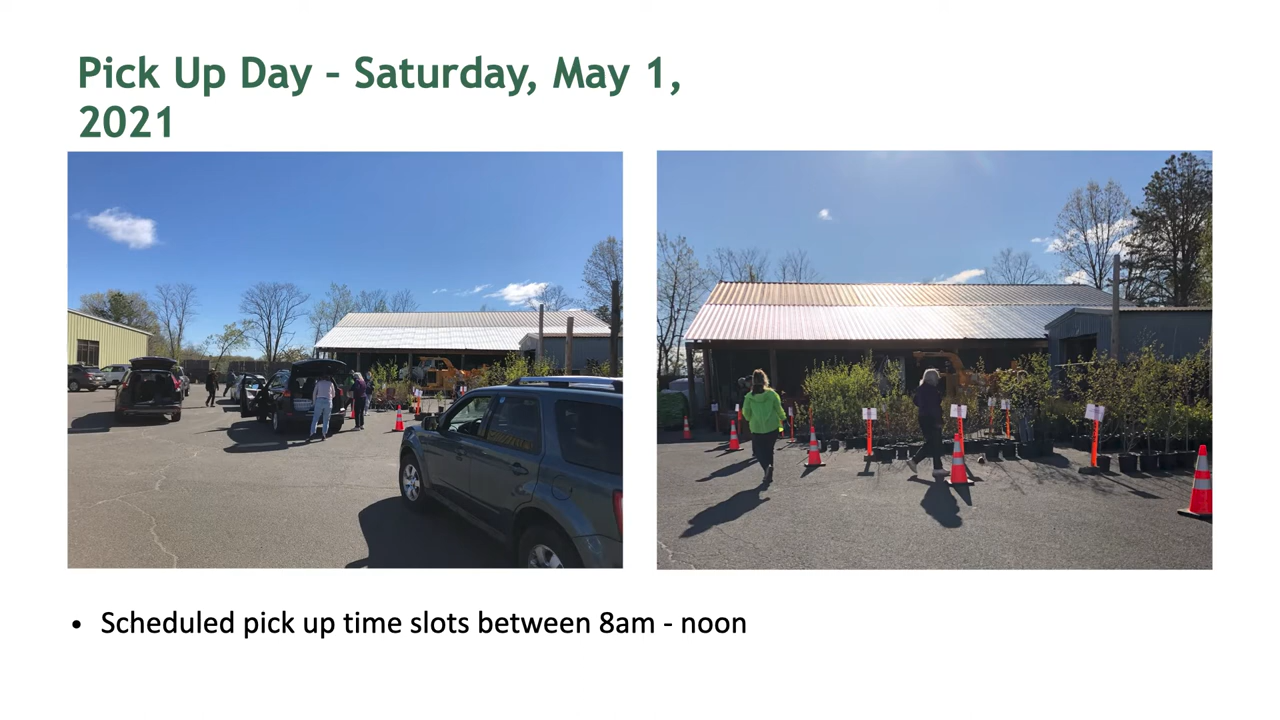 Pick Up Day – Saturday, May 1,
2021
• Scheduled pick up time slots between 8am - noon